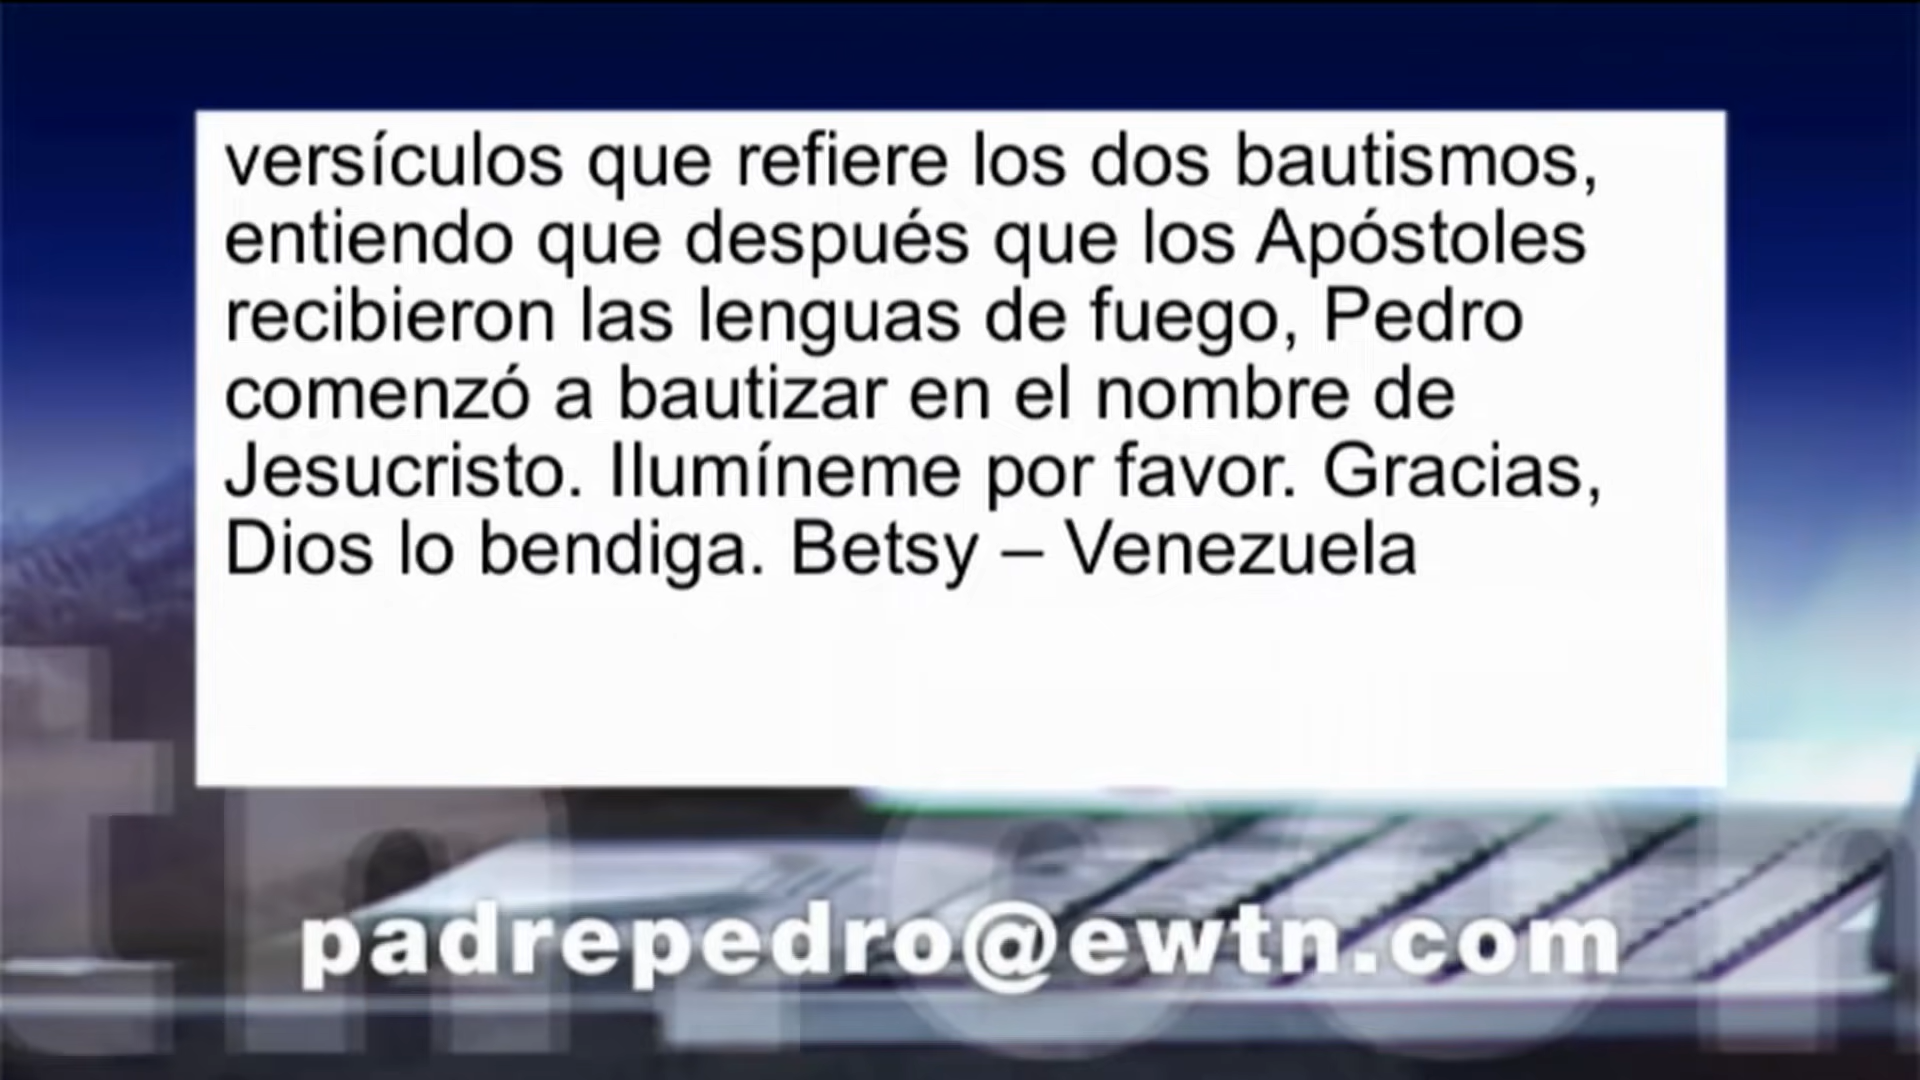 versículos que refiere los dos bautismos,
entiendo que después que los Apóstoles
recibieron las lenguas de fuego, Pedro
comenzó a bautizar en el nombre de
Jesucristo. Ilumíneme por favor. Gracias,
Dios lo bendiga. Betsy – Venezuela
padrepedro@ewtn.com